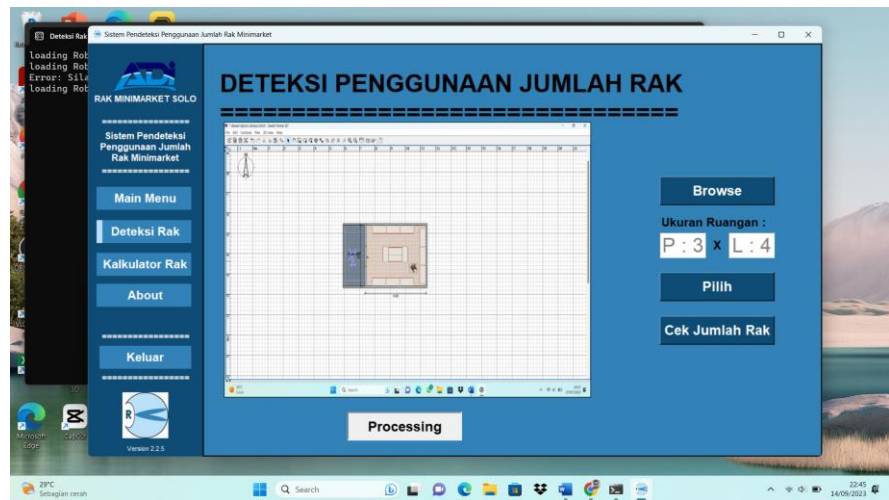 Deteksi Rak
Sistem Pendeteksi Penggunaan Jumlah Rak Minimarket
loading Rob
loading Rob
Error: Sila
loading Rob
ADI
RAK MINIMARKET SOLO
==================
Sistem Pendeteksi
Penggunaan Jumlah
Rak Minimarket
==================
Main Menu
Deteksi Rak
Kalkulator Rak
About
==================
Keluar
==================
R
Version 2.2.5
DETEKSI PENGGUNAAN JUMLAH RAK
================================
Processing
Browse
Ukuran Ruangan :
P : 3 x L : 4
Pilih
Cek Jumlah Rak
Microsoft
Edge
CapCut
29°C
Sebagian cerah
Search
22:45
14/09/2023